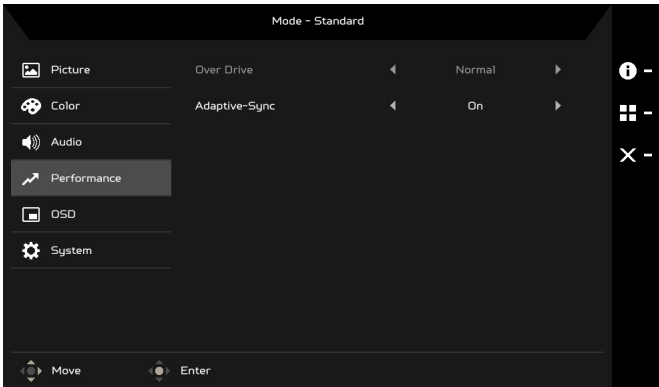 Mode - Standard
Picture
Over Drive Normal
Color
Adaptive-Sync On
Audio
Performance
OSD
System
Move Enter